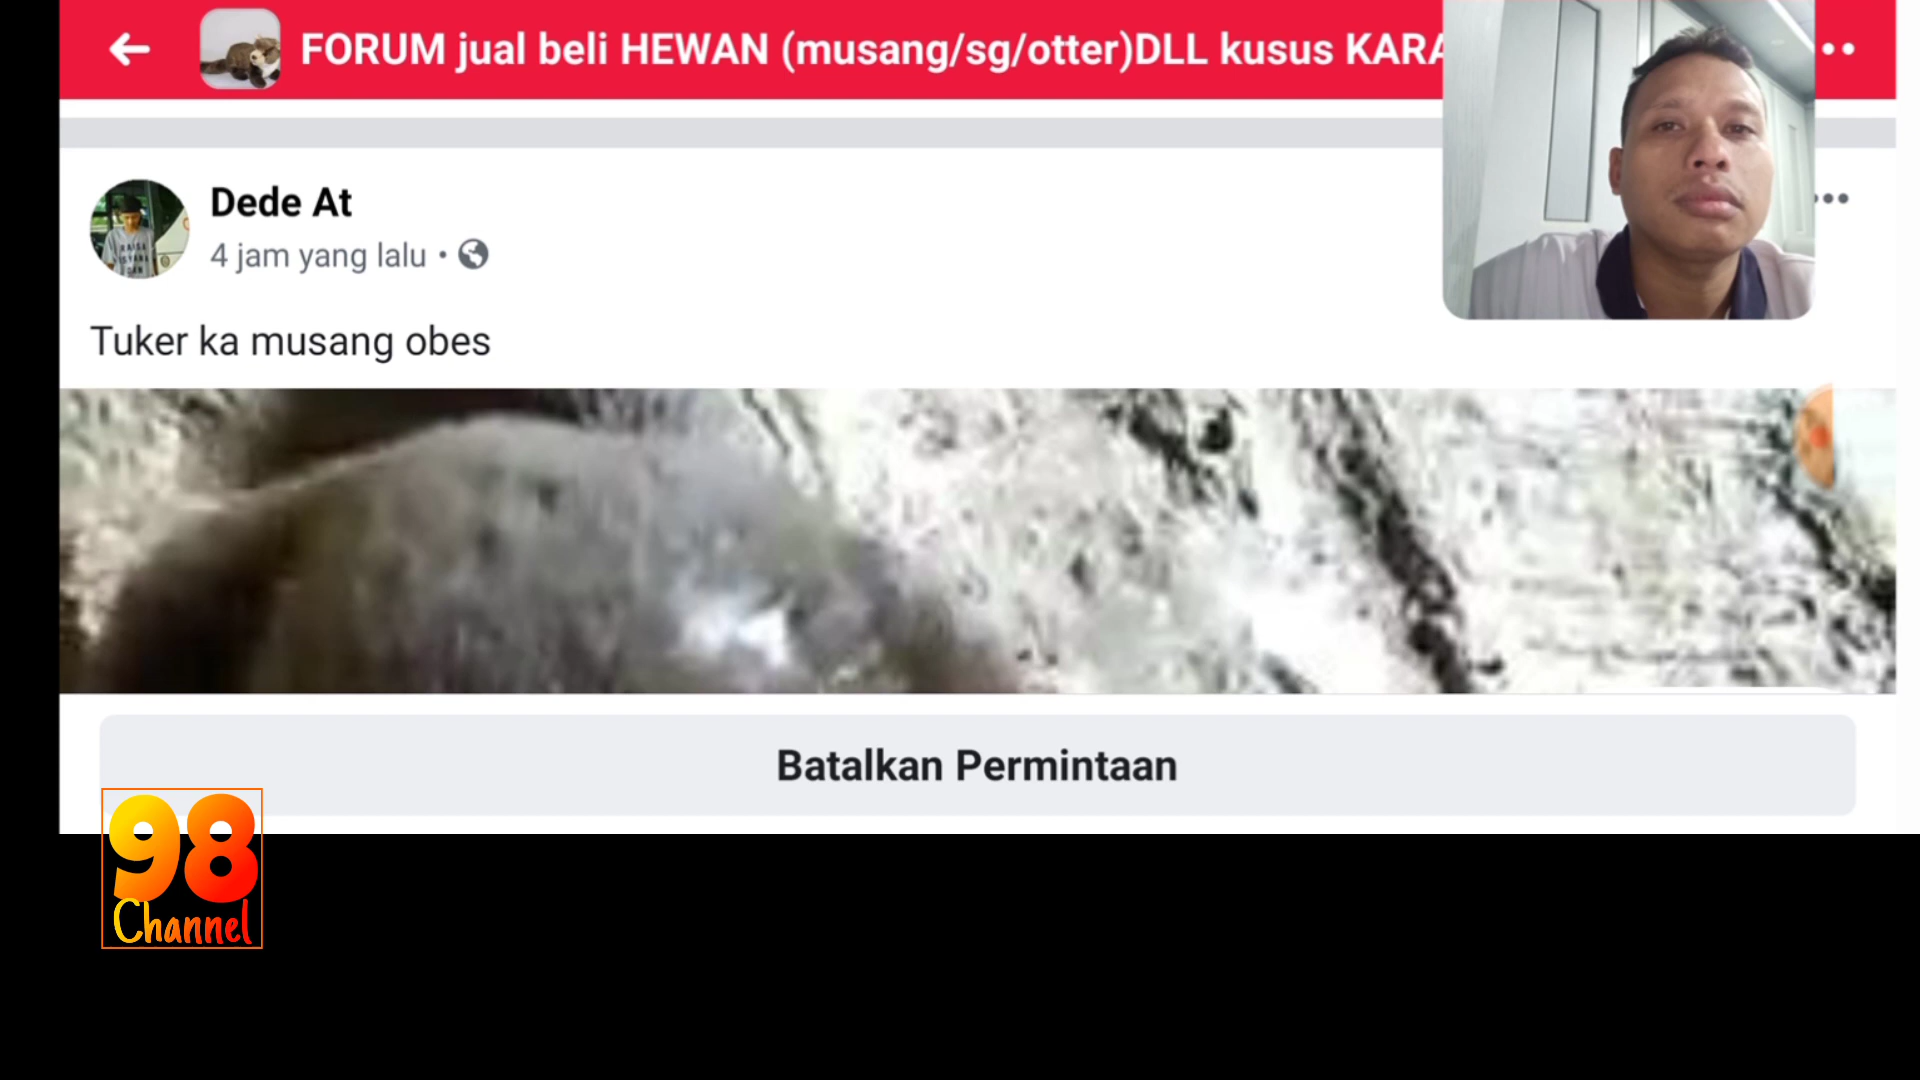 FORUM jual beli HEWAN (musang/sg/otter)DLL kusus KARA
Dede At
4 jam yang lalu
Tuker ka musang obes
Batalkan Permintaan
98
Channel